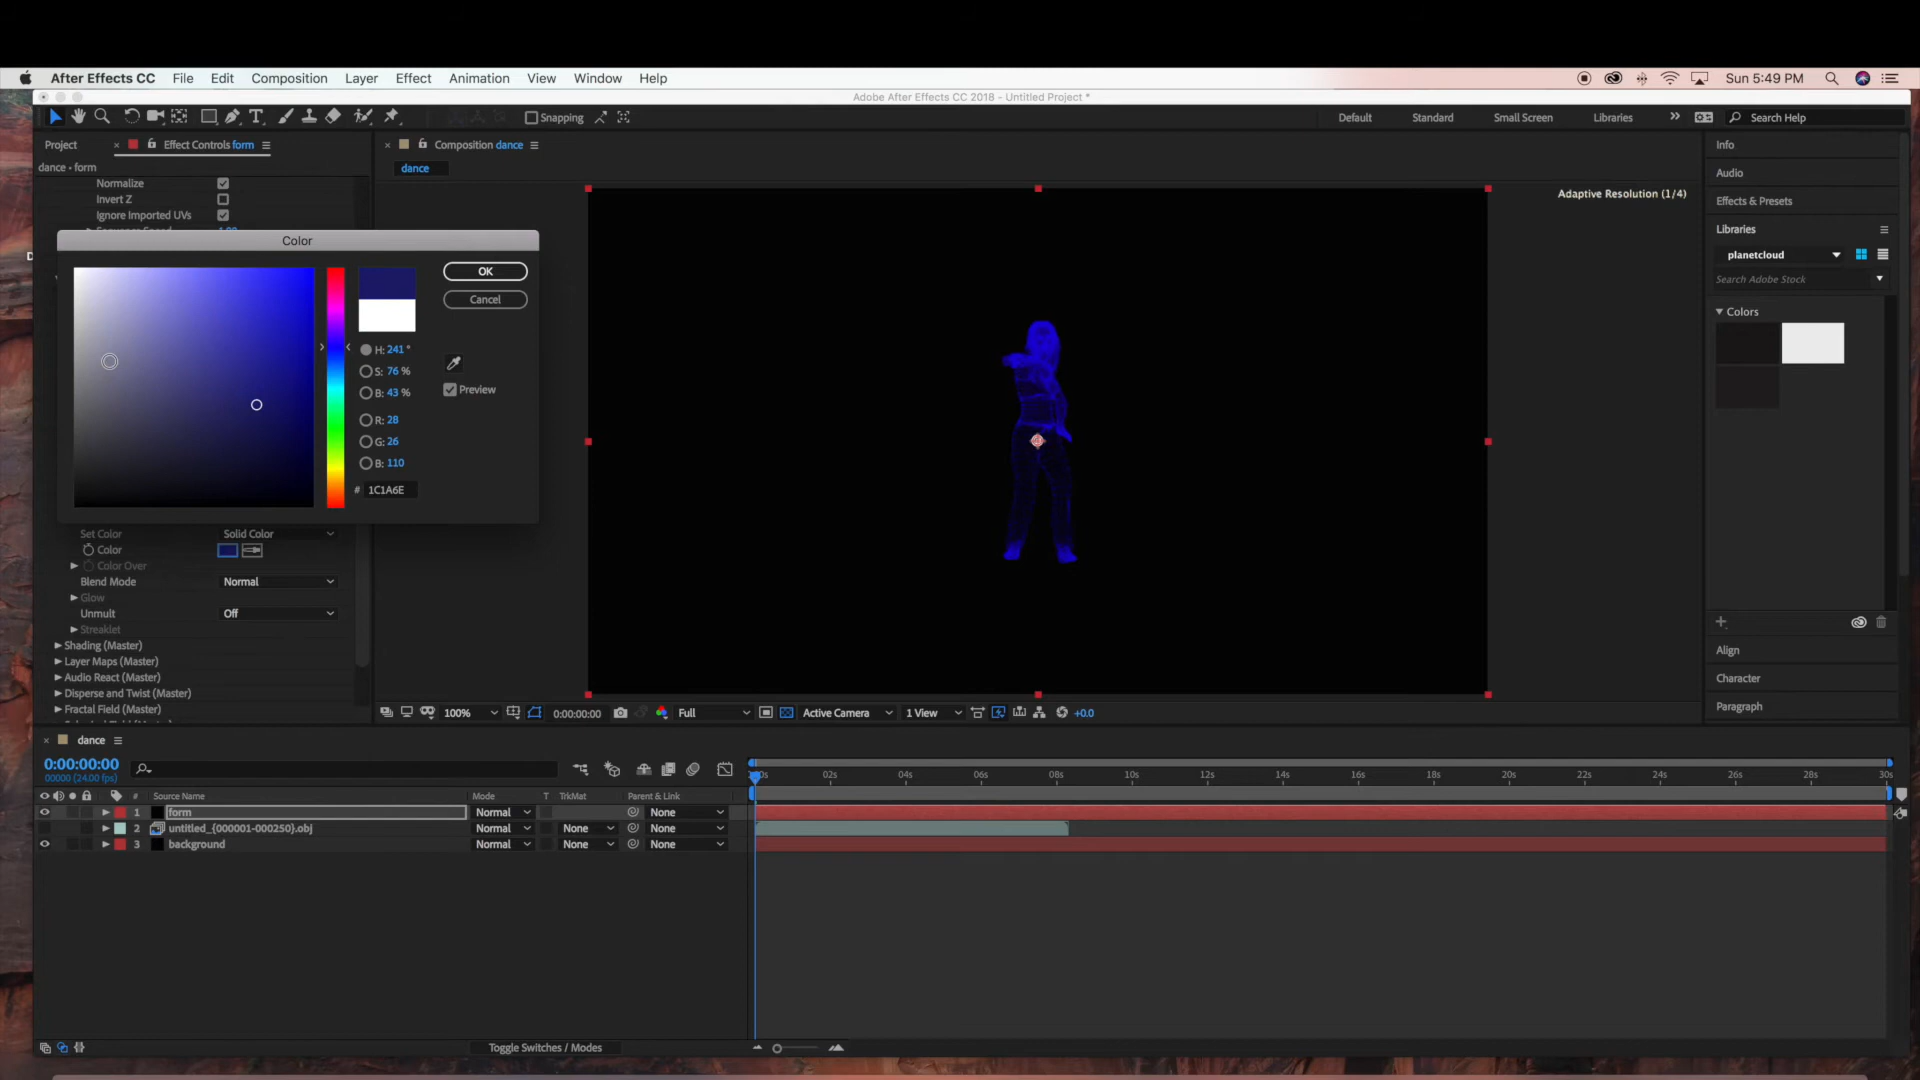 After Effects CC File Edit Composition Layer Effect Animation View Window Help Sun 5:49 PM
Adobe After Effects CC 2018 - Untitled Project *
Snapping Default Standard Small Screen Libraries Search Help
Project Effect Controls form Composition dance Info
dance • form dance Audio
Normalize
Adaptive Resolution (1/4)
Invert Z Effects & Presets
Ignore Imported UVs
Libraries
Color
planetcloud
OK
Search Adobe Stock
Cancel
Colors
H: 241 °
S: 76 %
B: 43 %
Preview
R: 28
G: 26
B: 110
# 1C1A6E
Set Color Solid Color
Color
Color Over
Blend Mode Normal
Glow
Unmult Off
Streaklet
Shading (Master)
Layer Maps (Master)
Audio React (Master)
Disperse and Twist (Master)
Fractal Field (Master)
Align
Character
Paragraph
100% 0:00:00:00 Full Active Camera 1 View +0.0
dance
0:00:00:00
00000 (24.00 fps)
02s 04s 06s 08s 10s 12s 14s 16s 18s 20s 22s 24s 26s 28s 30s
# Source Name Mode T TrkMat Parent & Link
1 form Normal None
2 untitled_{000001-000250}.obj Normal None None
3 background Normal None None
Toggle Switches / Modes